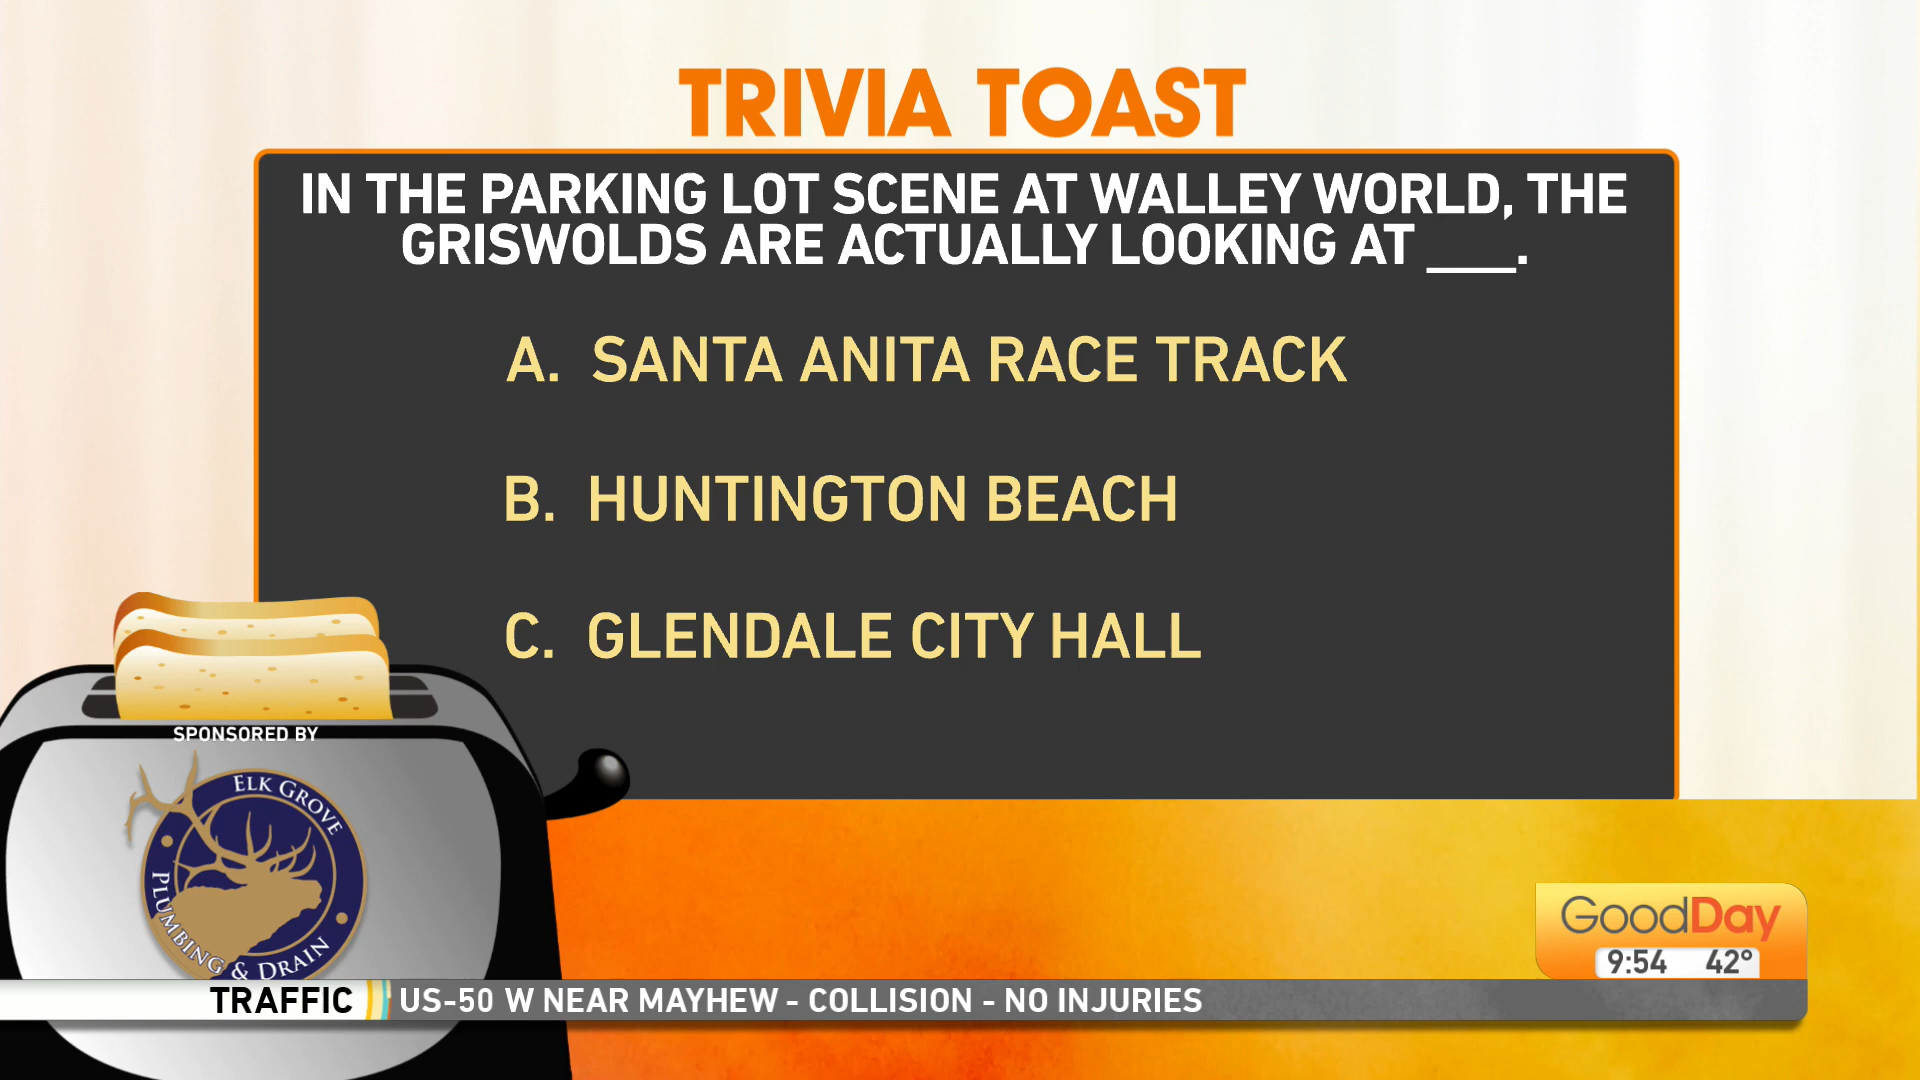 TRIVIA TOAST
IN THE PARKING LOT SCENE AT WALLEY WORLD, THE
GRISWOLDS ARE ACTUALLY LOOKING AT ___.
A. SANTA ANITA RACE TRACK
B. HUNTINGTON BEACH
C. GLENDALE CITY HALL
SPONSORED BY
ELK GROVE
PLUMBING & DRAIN
GoodDay
9:54 42°
TRAFFIC US-50 W NEAR MAYHEW - COLLISION - NO INJURIES